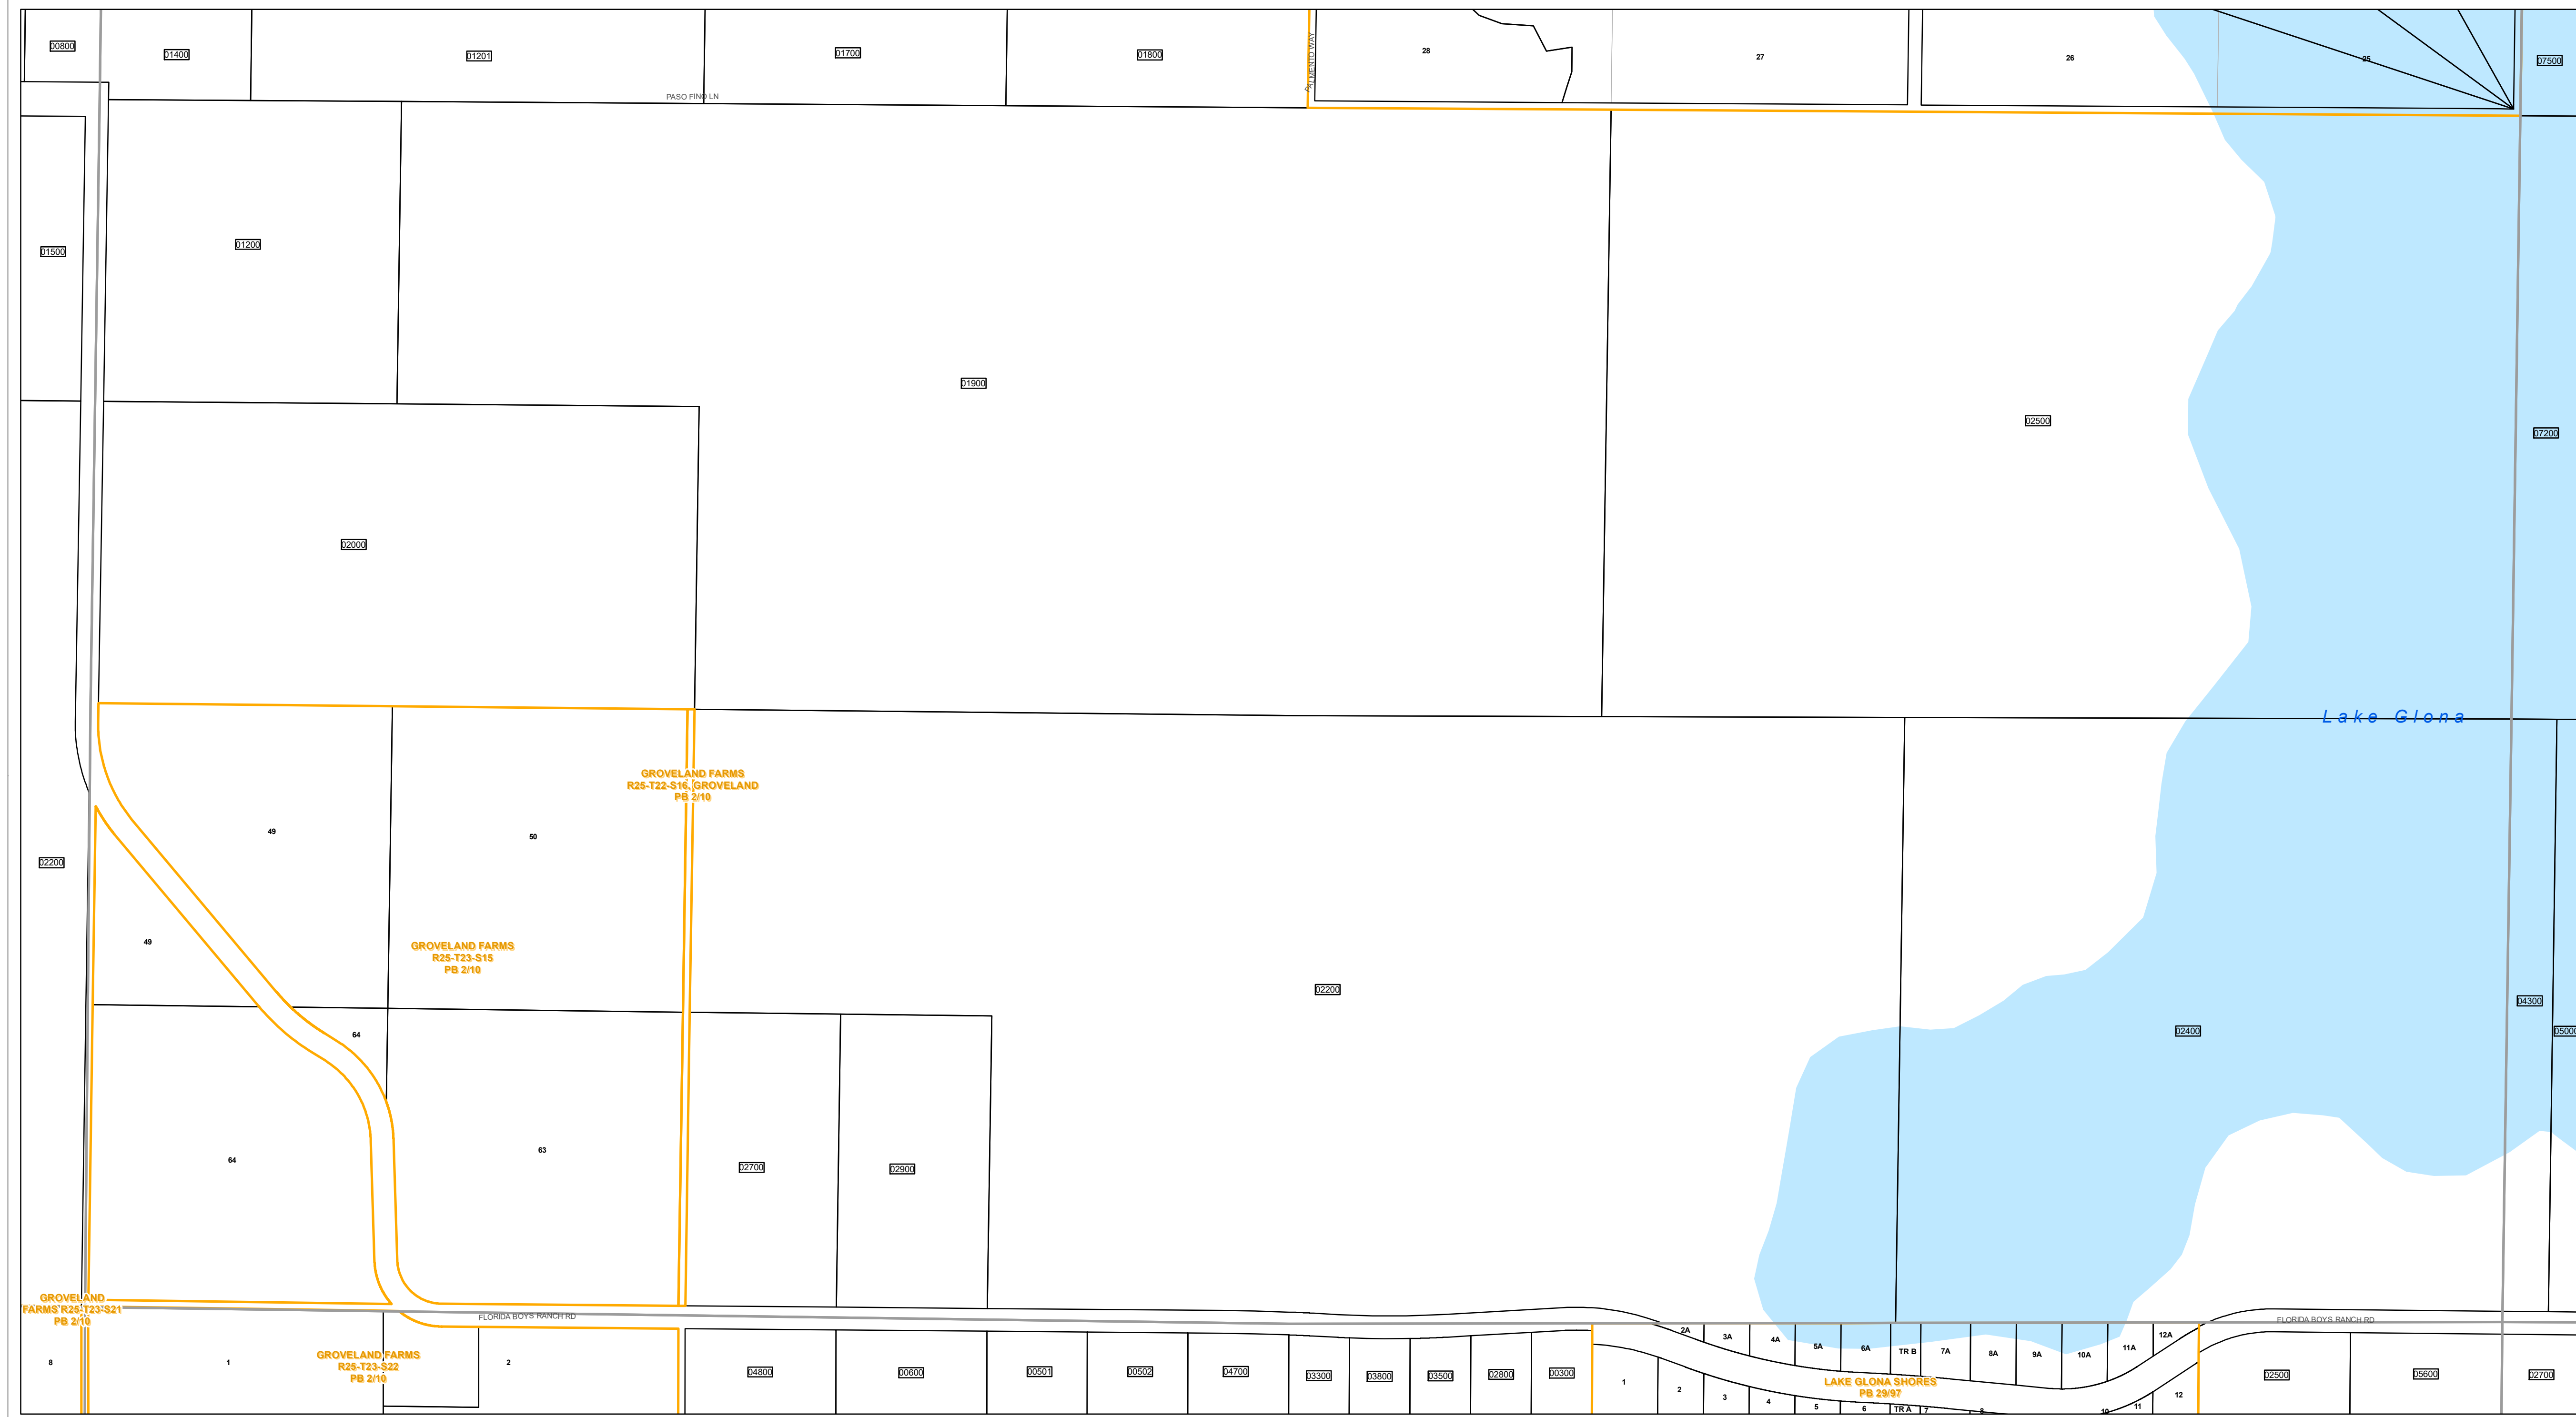 00800
01400
01201
01700
01800
PALMENTO WAY
28
27
26
25
07500
PASO FINO LN
01500
01200
01900
02500
07200
02000
Lake Glona
GROVELAND FARMS
R25-T22-S16, GROVELAND
PB 2/10
49
50
02200
49
GROVELAND FARMS
R25-T23-S15
PB 2/10
02200
04300
02400
05000
64
64
63
02700
02900
GROVELAND
FARMS R25-T23-S21
PB 2/10
FLORIDA BOYS RANCH RD
FLORIDA BOYS RANCH RD
2A
3A
4A
5A
6A
TR B
7A
8A
9A
10A
11A
12A
8
1
GROVELAND FARMS
R25-T23-S22
PB 2/10
2
04800
00600
00501
00502
04700
03300
03800
03500
02800
00300
1
2
3
4
5
6
TR A
7
8
10
11
12
LAKE GLONA SHORES
PB 29/97
02500
05600
02700